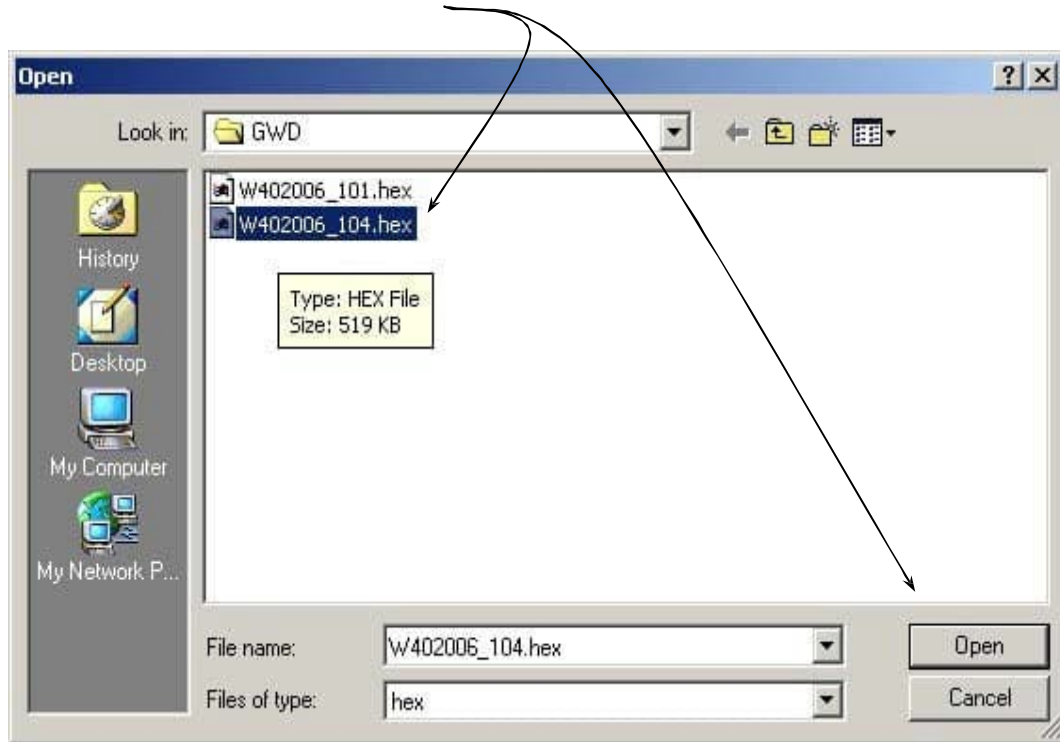 Open
Look in: GWD
W402006_101.hex
W402006_104.hex
Type: HEX File
Size: 519 KB
History
Desktop
My Computer
My Network P...
File name: W402006_104.hex Open
Files of type: hex Cancel